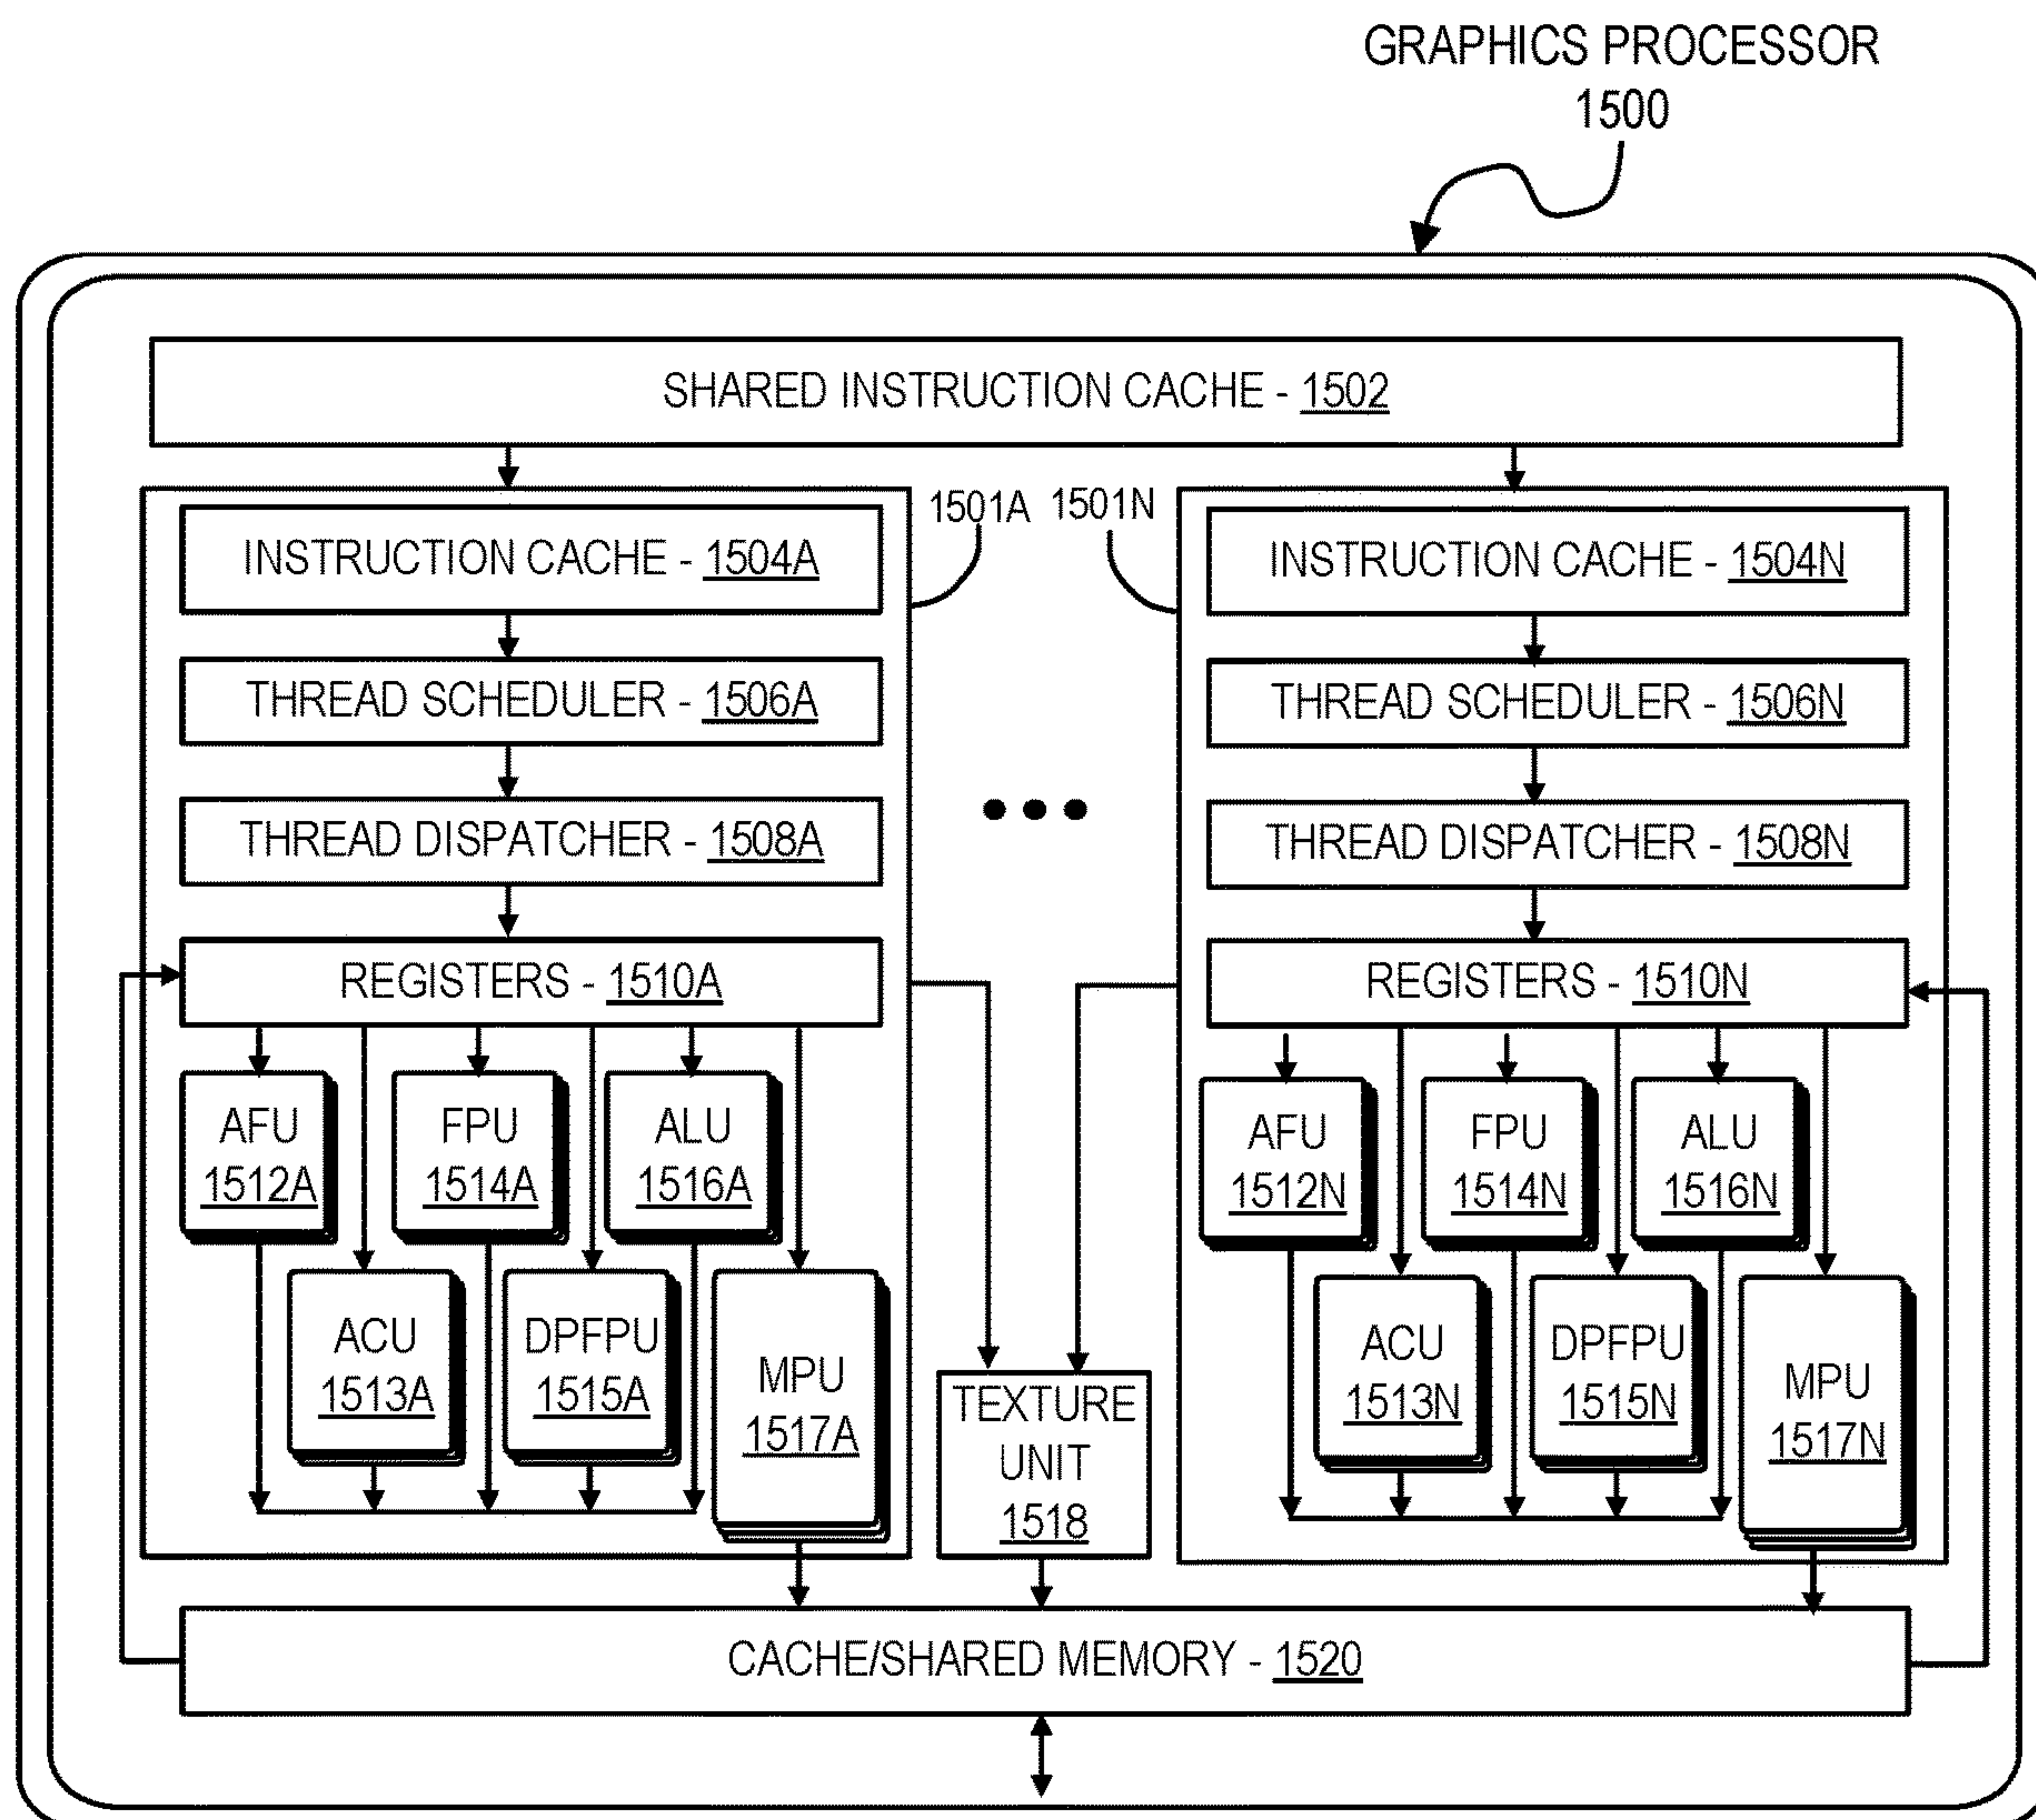 GRAPHICS PROCESSOR
1500
SHARED INSTRUCTION CACHE - 1502
1501A
1501N
INSTRUCTION CACHE - 1504A
THREAD SCHEDULER - 1506A
THREAD DISPATCHER - 1508A
REGISTERS - 1510A
AFU
1512A
FPU
1514A
ALU
1516A
ACU
1513A
DPFPU
1515A
MPU
1517A
TEXTURE
UNIT
1518
INSTRUCTION CACHE - 1504N
THREAD SCHEDULER - 1506N
THREAD DISPATCHER - 1508N
REGISTERS - 1510N
AFU
1512N
FPU
1514N
ALU
1516N
ACU
1513N
DPFPU
1515N
MPU
1517N
CACHE/SHARED MEMORY - 1520